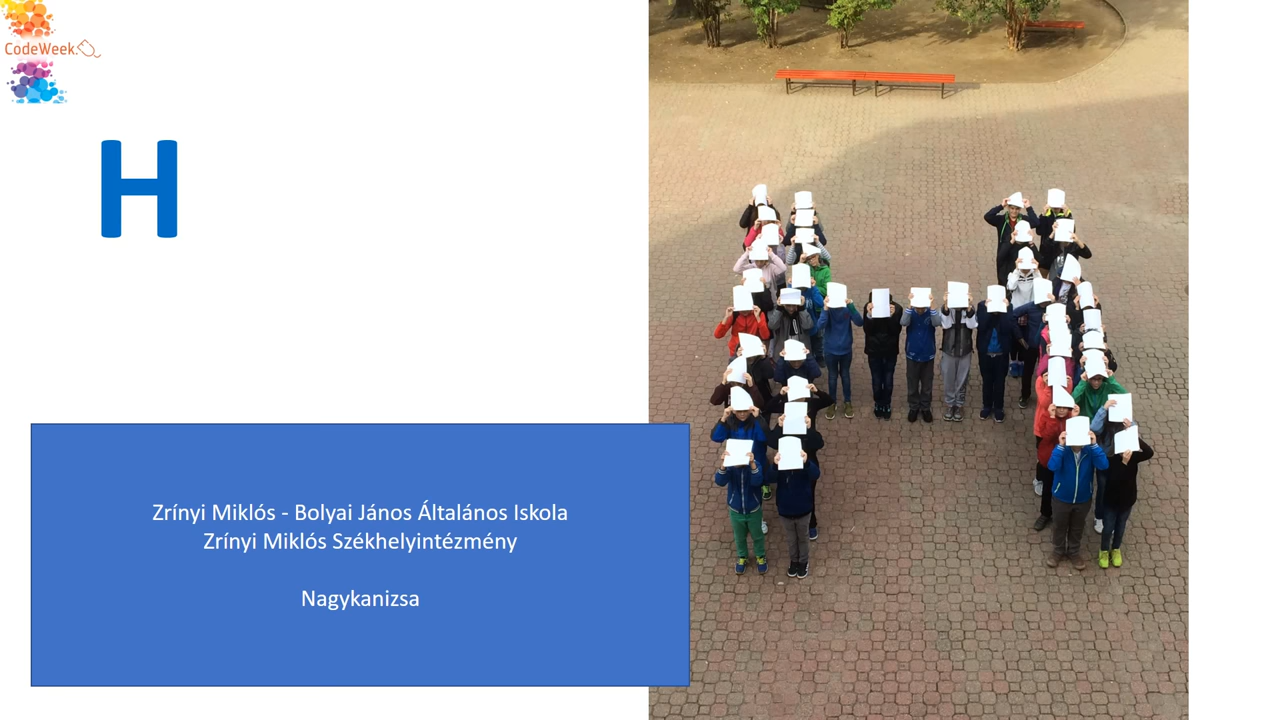 CodeWeek
H
Zrínyi Miklós - Bolyai János Általános Iskola
Zrínyi Miklós Székhelyintézmény
Nagykanizsa